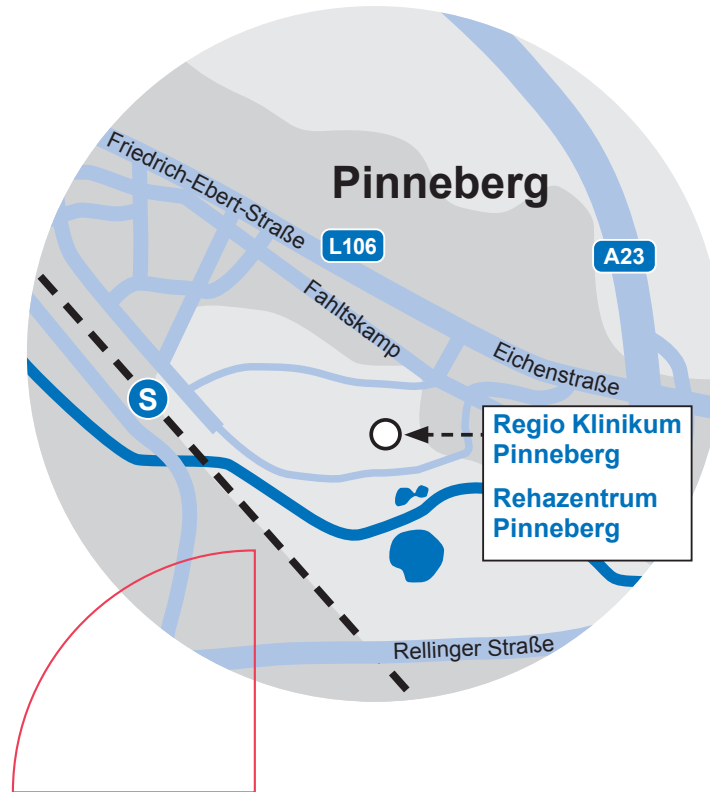 Pinneberg
Friedrich-Ebert-Straße
L106
A23
Fahltskamp
Eichenstraße
S
Regio Klinikum
Pinneberg
Rehazentrum
Pinneberg
Rellinger Straße